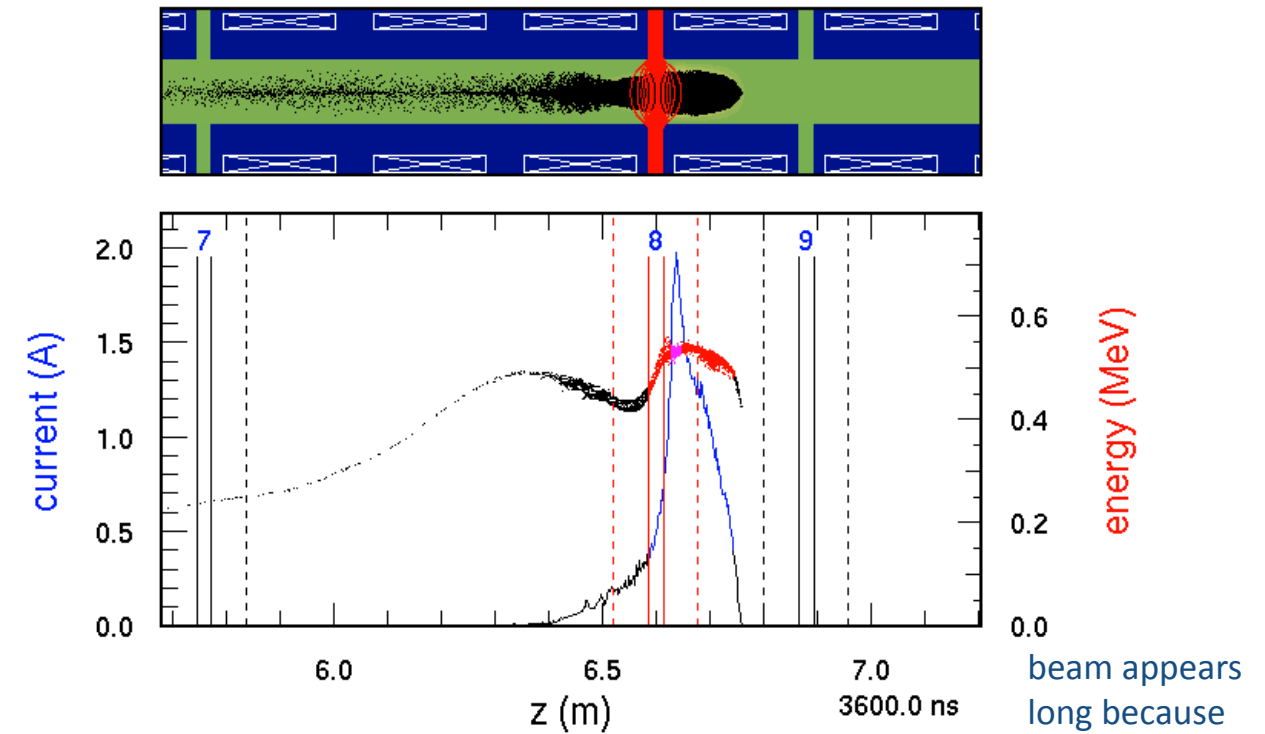 7
8
9
2.0
1.5
1.0
0.5
0.0
current (A)
0.6
0.4
0.2
0.0
energy (MeV)
6.0
6.5
7.0
z (m)
3600.0 ns
beam appears
long because